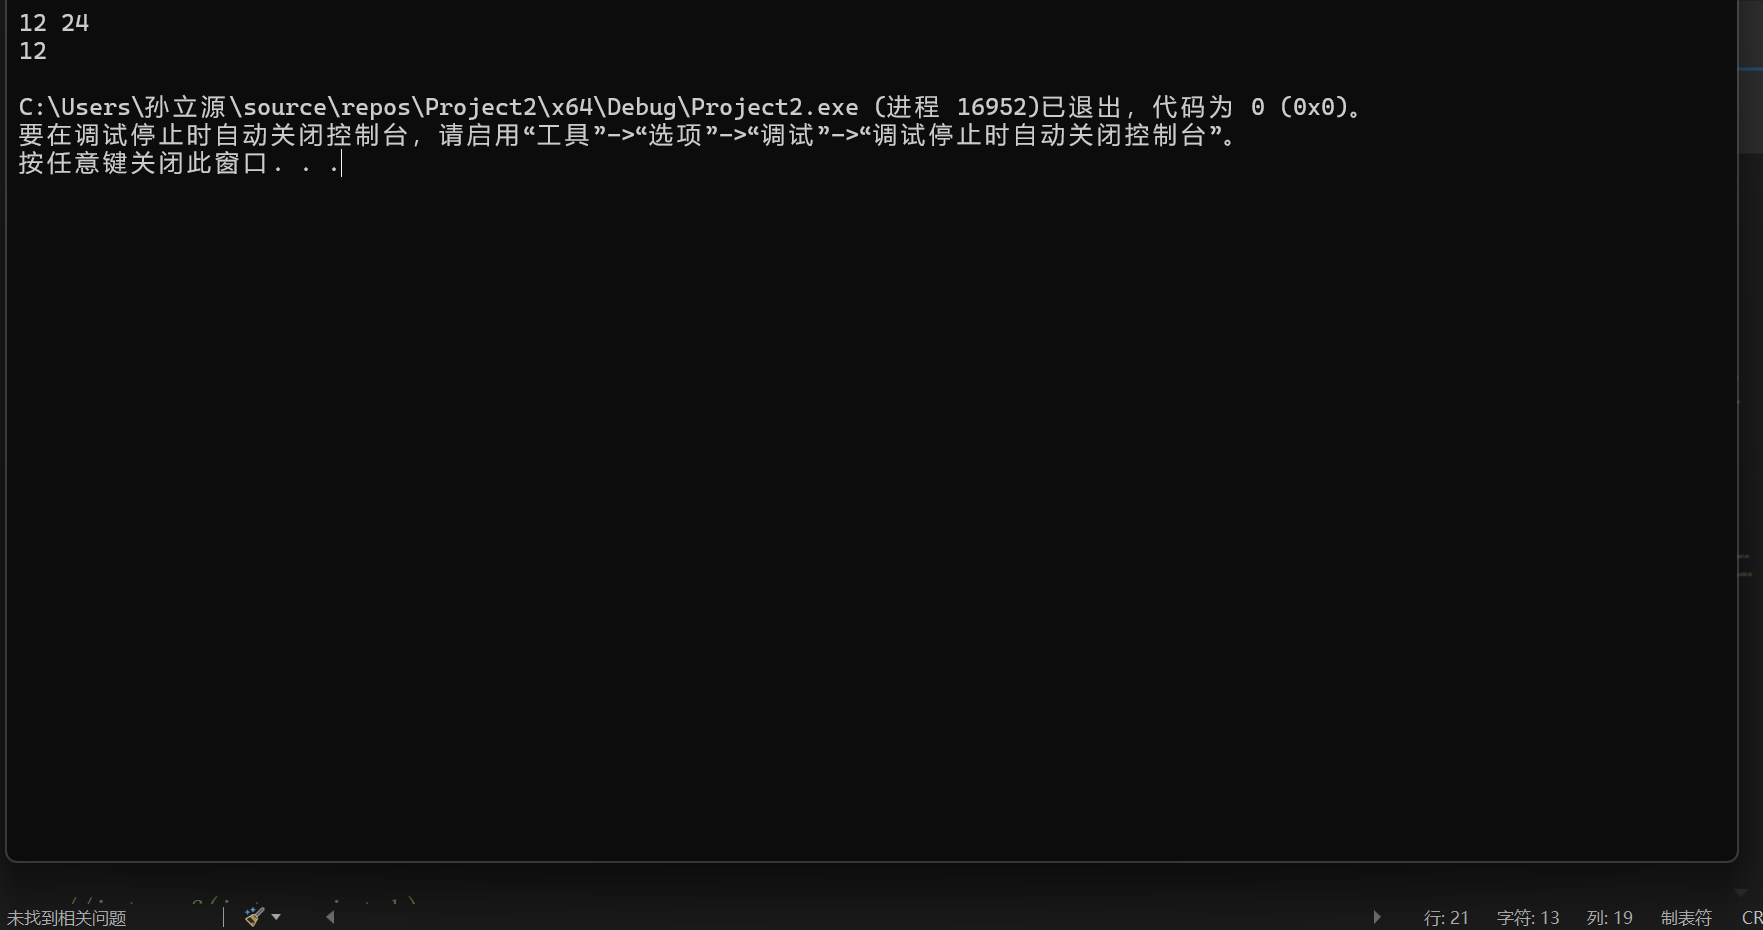 12 24
12
C:\Users\孙立源\source\repos\Project2\x64\Debug\Project2.exe (进程 16952)已退出，代码为 0 (0x0)。
要在调试停止时自动关闭控制台，请启用“工具”->“选项”->“调试”->“调试停止时自动关闭控制台”。
按任意键关闭此窗口. . .
未找到相关问题 行: 21 字符: 13 列: 19 制表符 CR